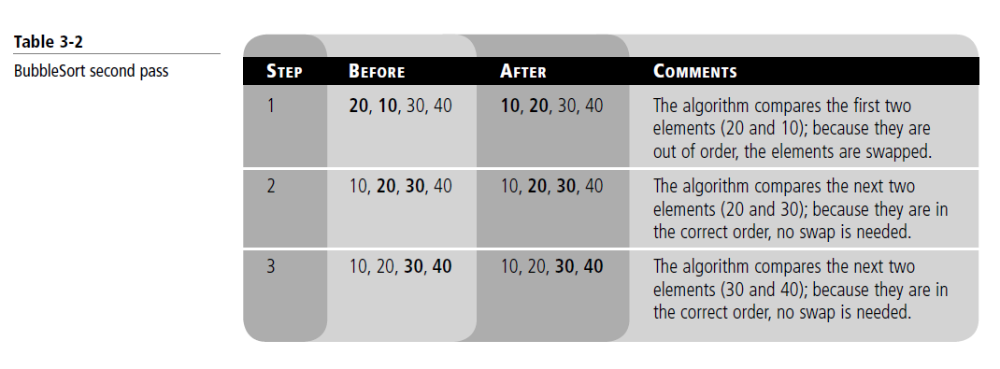 Table 3-2
BubbleSort second pass
STEP BEFORE AFTER COMMENTS
1 20, 10, 30, 40 10, 20, 30, 40 The algorithm compares the first two
elements (20 and 10); because they are
out of order, the elements are swapped.
2 10, 20, 30, 40 10, 20, 30, 40 The algorithm compares the next two
elements (20 and 30); because they are in
the correct order, no swap is needed.
3 10, 20, 30, 40 10, 20, 30, 40 The algorithm compares the next two
elements (30 and 40); because they are in
the correct order, no swap is needed.